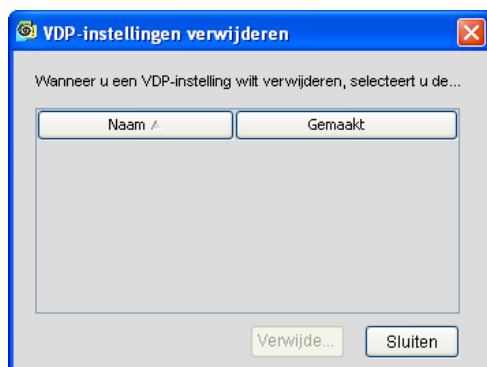 VDP-instellingen verwijderen
Wanneer u een VDP-instelling wilt verwijderen, selecteert u de...
Naam Gemaakt
Verwijde... Sluiten